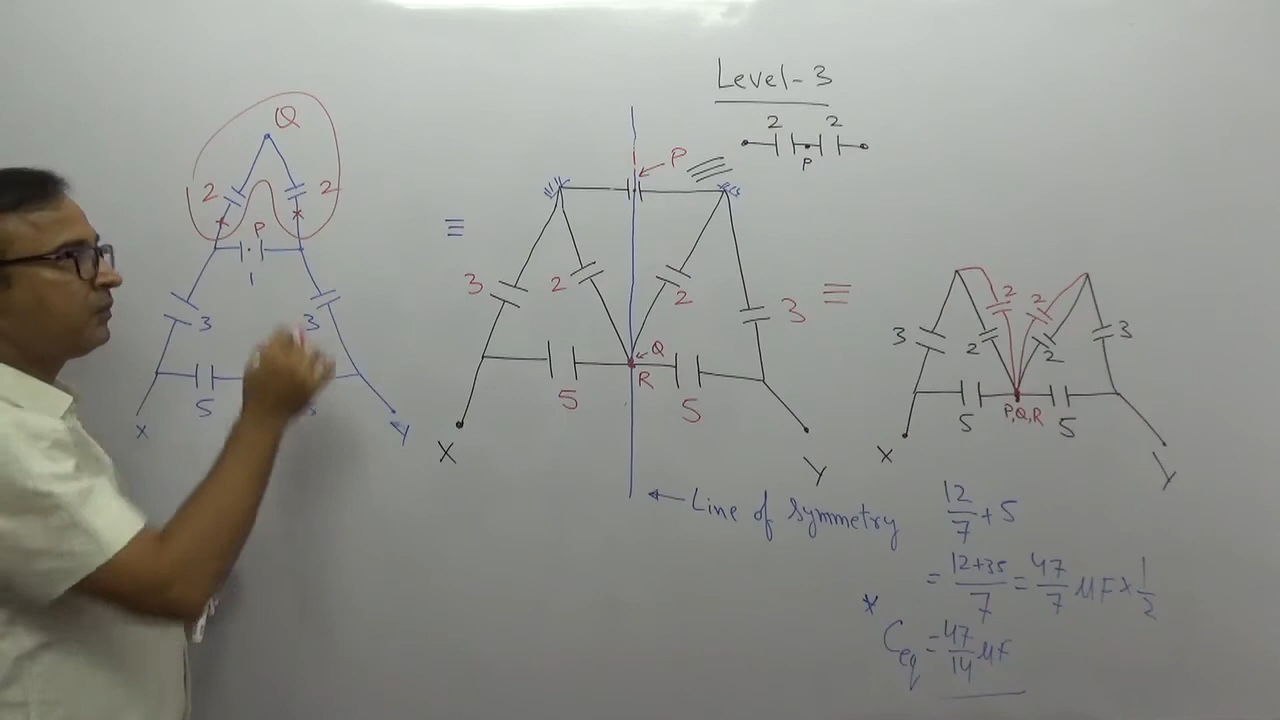 Level-3
2 2
P
Q
2 2
P
1
3 3
5 5
X Y
≡
1
P
3 2 2 3
Q
R
5 5
X Y
Line of symmetry
≡
2 2
3 2 2 3
P,Q,R
5 5
X Y
12/7 + 5
= 12+35/7 = 47/7 μF × 1/2
*
Ceq = 47/14 μF